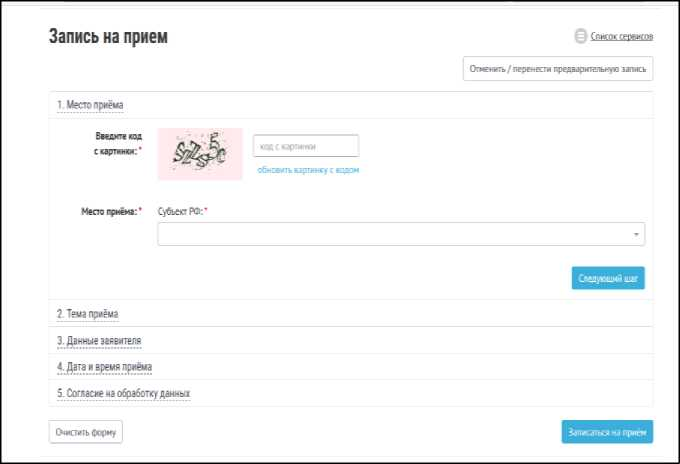 Запись на прием
Список сервисов
Отменить / перенести предварительную запись
1. Место приёма
Введите код
с картинки: *
код с картинки
обновить картинку с кодом
Место приёма: *
Субъект РФ: *
Следующий шаг
2. Тема приёма
3. Данные заявителя
4. Дата и время приёма
5. Согласие на обработку данных
Очистить форму
Записаться на приём